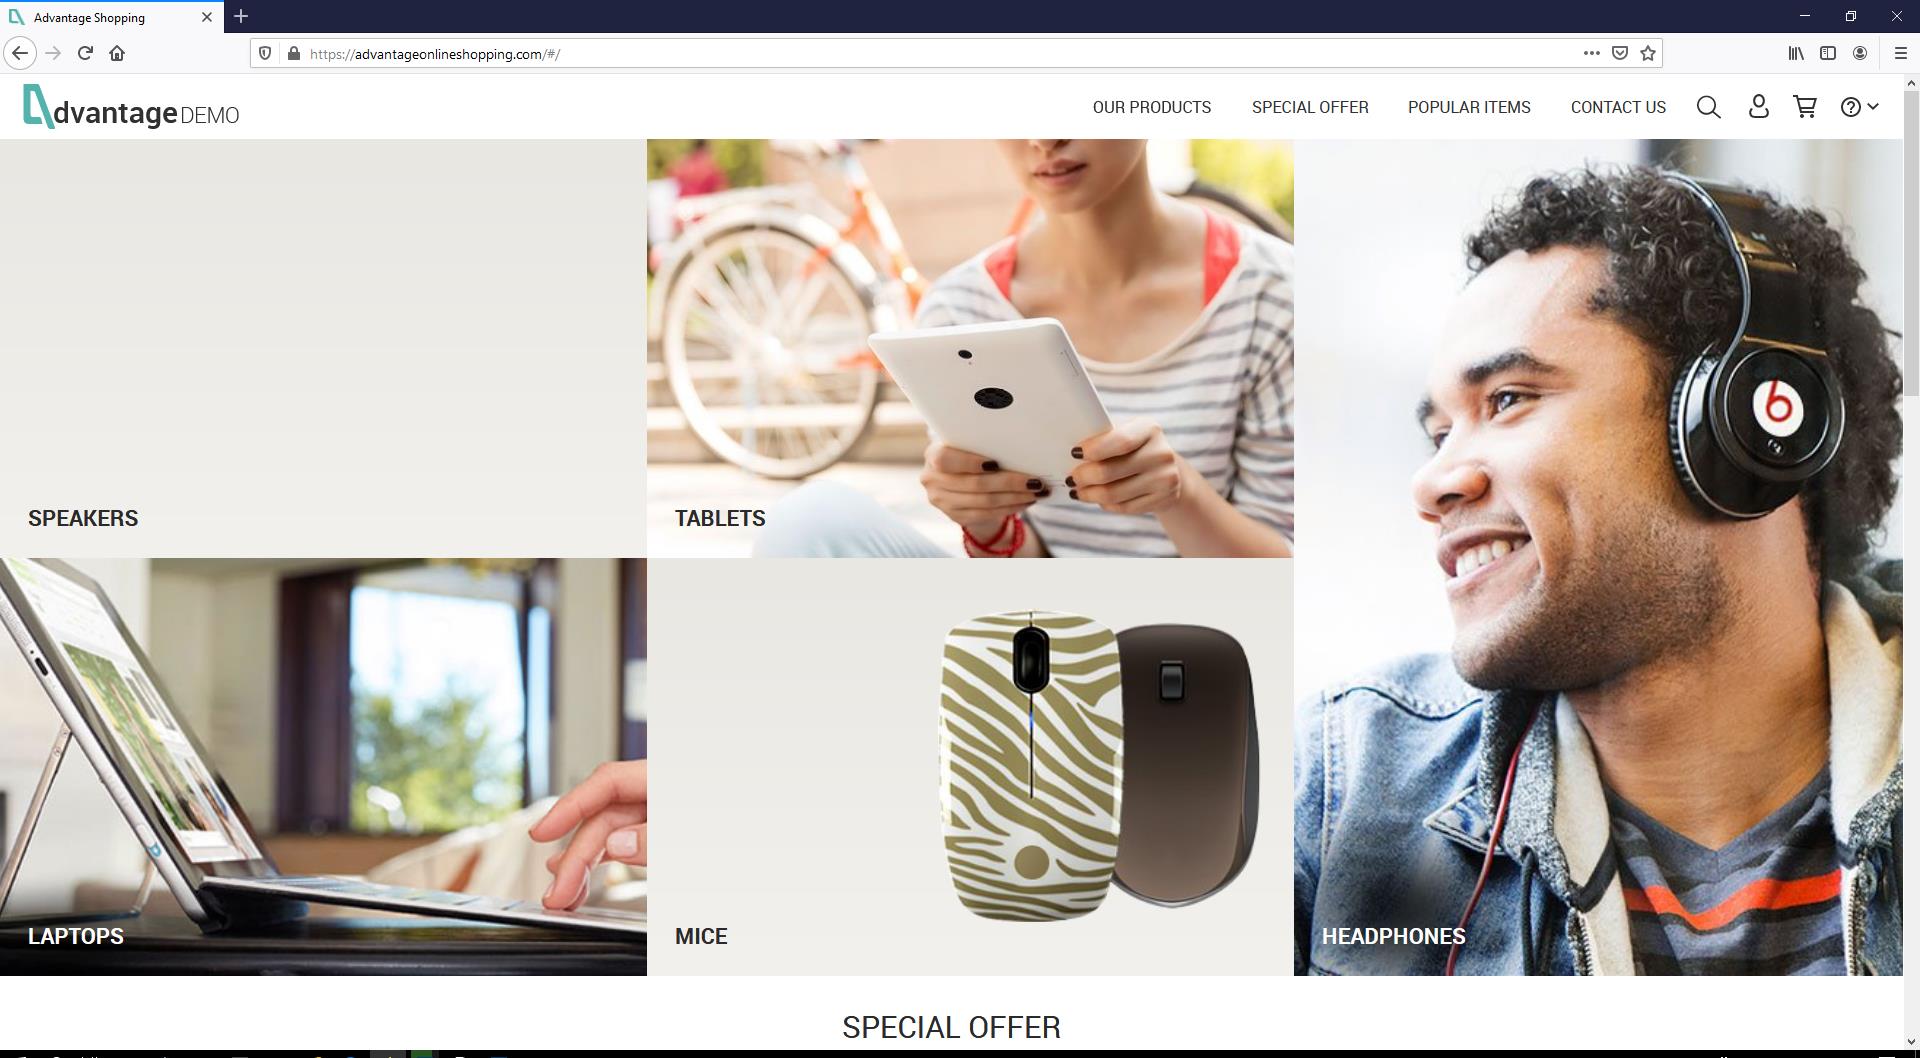 Advantage Shopping
https://advantageonlineshopping.com/#/
dvantage DEMO
OUR PRODUCTS
SPECIAL OFFER
POPULAR ITEMS
CONTACT US
SPEAKERS
TABLETS
LAPTOPS
MICE
HEADPHONES
SPECIAL OFFER